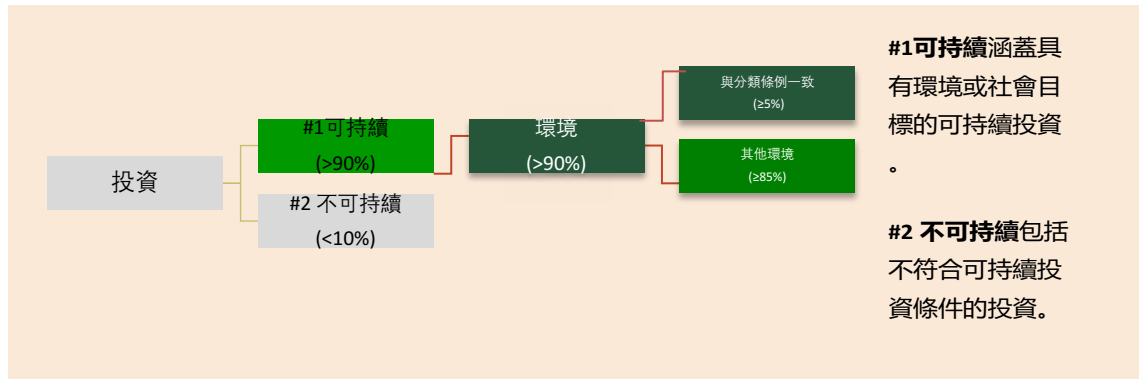 投資
#1可持續
(>90%)
#2 不可持續
(<10%)
環境
(>90%)
與分類條例一致
(≥5%)
其他環境
(≥85%)
#1可持續涵蓋具
有環境或社會目
標的可持續投資
。
#2 不可持續包括
不符合可持續投
資條件的投資。